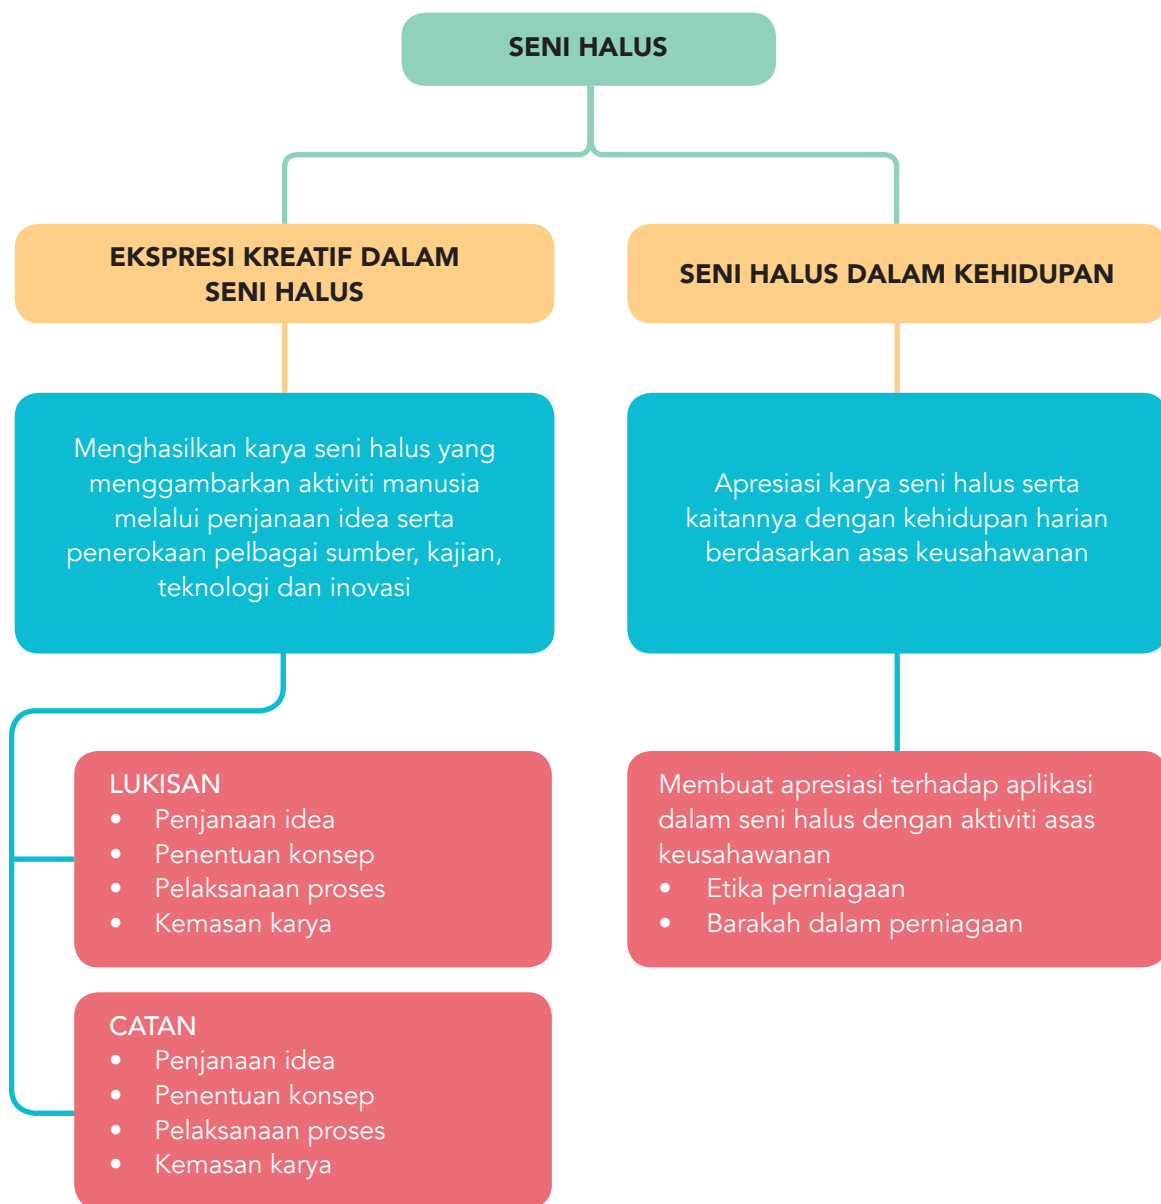 SENI HALUS
EKSPRESI KREATIF DALAM
SENI HALUS
Menghasilkan karya seni halus yang
menggambarkan aktiviti manusia
melalui penjanaan idea serta
penerokaan pelbagai sumber, kajian,
teknologi dan inovasi
LUKISAN
• Penjanaan idea
• Penentuan konsep
• Pelaksanaan proses
• Kemasan karya
CATAN
• Penjanaan idea
• Penentuan konsep
• Pelaksanaan proses
• Kemasan karya
SENI HALUS DALAM KEHIDUPAN
Apresiasi karya seni halus serta
kaitannya dengan kehidupan harian
berdasarkan asas keusahawanan
Membuat apresiasi terhadap aplikasi
dalam seni halus dengan aktiviti asas
keusahawanan
• Etika perniagaan
• Barakah dalam perniagaan